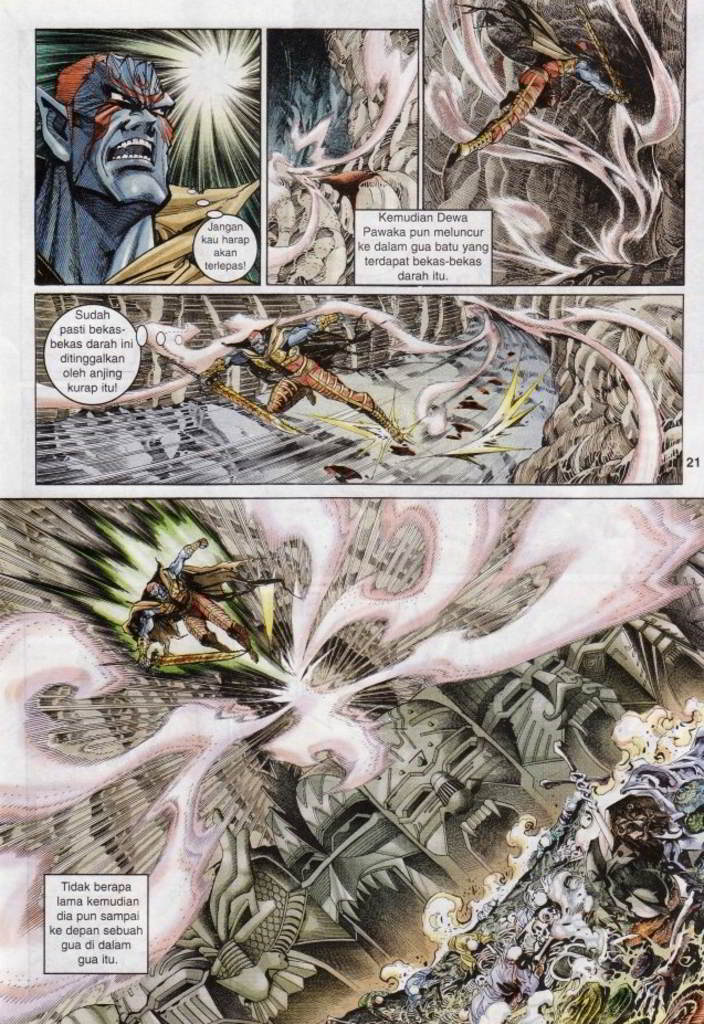 Jangan
kau harap
akan
terlepas!
Kemudian Dewa
Pawaka pun meluncur
ke dalam gua batu yang
terdapat bekas-bekas
darah itu.
Sudah
pasti bekas-
bekas darah ini
ditinggalkan
oleh anjing
kurap itu!
21
Tidak berapa
lama kemudian
dia pun sampai
ke depan sebuah
gua di dalam
gua itu.